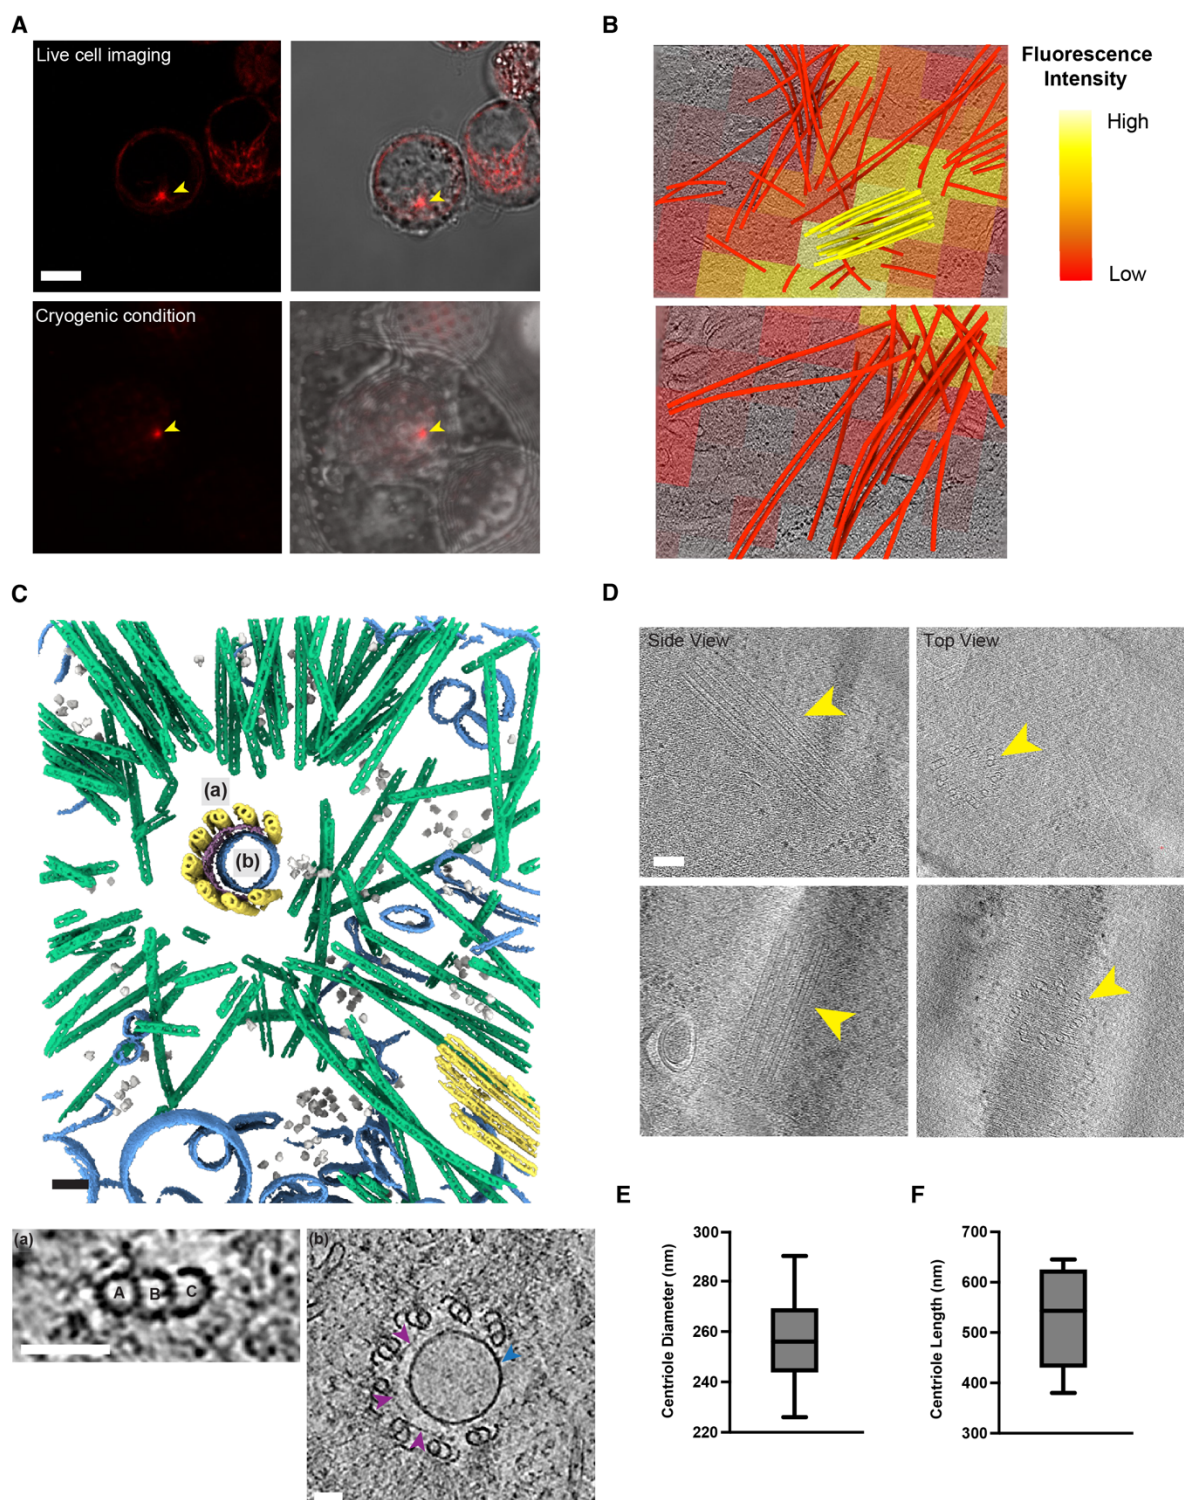 A
Live cell imaging
Cryogenic condition
B
Fluorescence
Intensity
High
Low
C
(a)
(b)
D
Side View
Top View
(a)
A
B
C
(b)
E
Centriole Diameter (nm)
300
280
260
240
220
F
Centriole Length (nm)
700
600
500
400
300